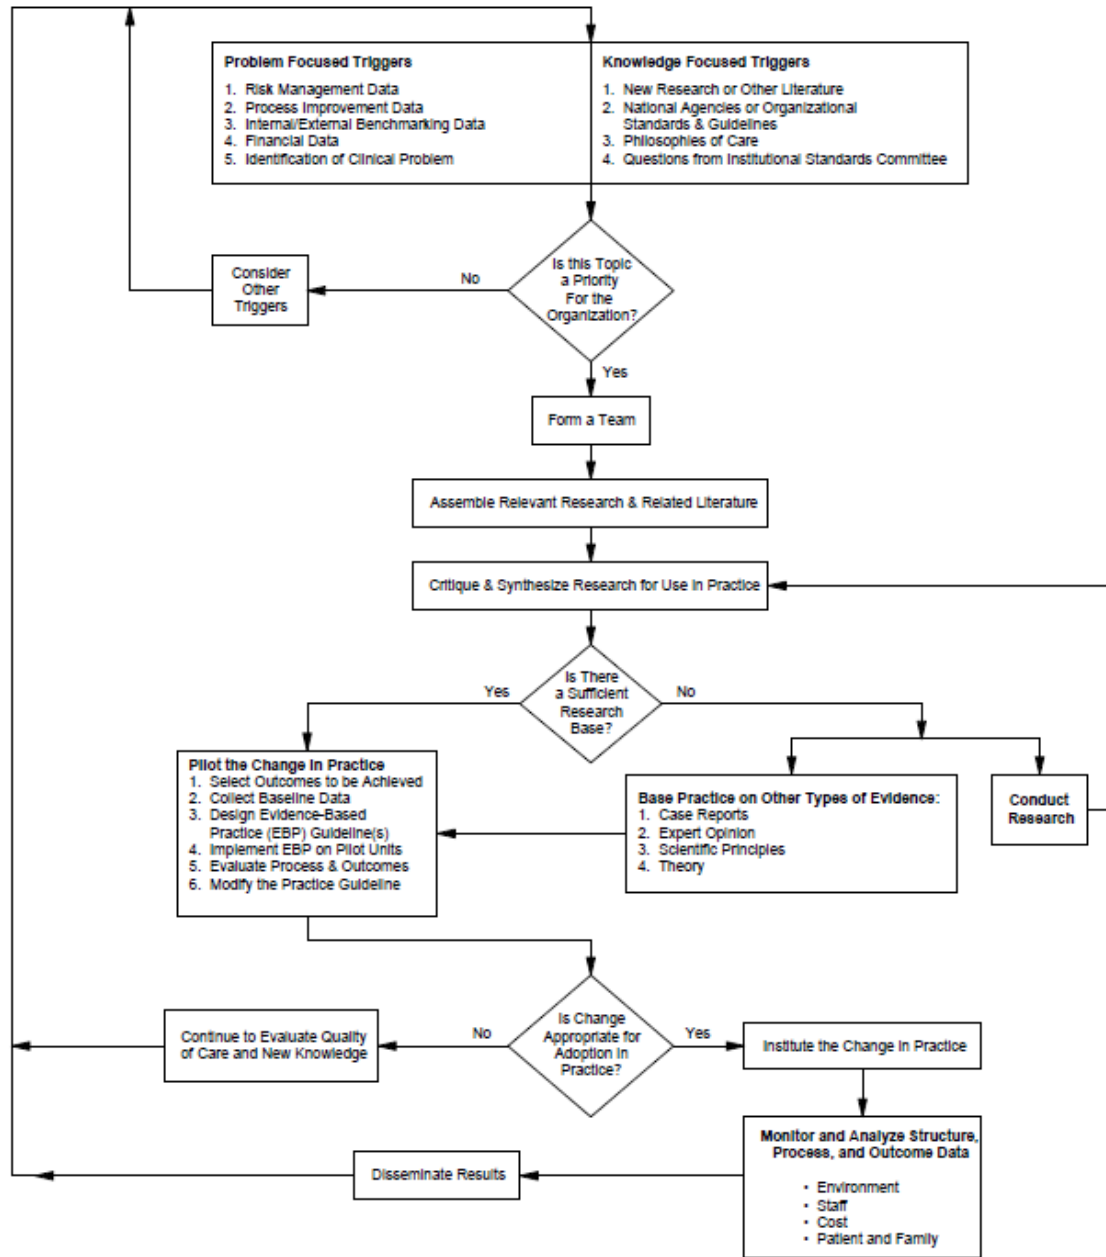 Problem Focused Triggers
1. Risk Management Data
2. Process Improvement Data
3. Internal/External Benchmarking Data
4. Financial Data
5. Identification of Clinical Problem
Knowledge Focused Triggers
1. New Research or Other Literature
2. National Agencies or Organizational
Standards & Guidelines
3. Philosophies of Care
4. Questions from Institutional Standards Committee
Consider
Other
Triggers
No
Is this Topic
a Priority
For the
Organization?
Yes
Form a Team
Assemble Relevant Research & Related Literature
Critique & Synthesize Research for Use in Practice
Yes
Is There
a Sufficient
Research
Base?
No
Pilot the Change in Practice
1. Select Outcomes to be Achieved
2. Collect Baseline Data
3. Design Evidence-Based
Practice (EBP) Guideline(s)
4. Implement EBP on Pilot Units
5. Evaluate Process & Outcomes
6. Modify the Practice Guideline
Base Practice on Other Types of Evidence:
1. Case Reports
2. Expert Opinion
3. Scientific Principles
4. Theory
Conduct
Research
Continue to Evaluate Quality
of Care and New Knowledge
No
Is Change
Appropriate for
Adoption in
Practice?
Yes
Institute the Change in Practice
Monitor and Analyze Structure,
Process, and Outcome Data
• Environment
• Staff
• Cost
• Patient and Family
Disseminate Results